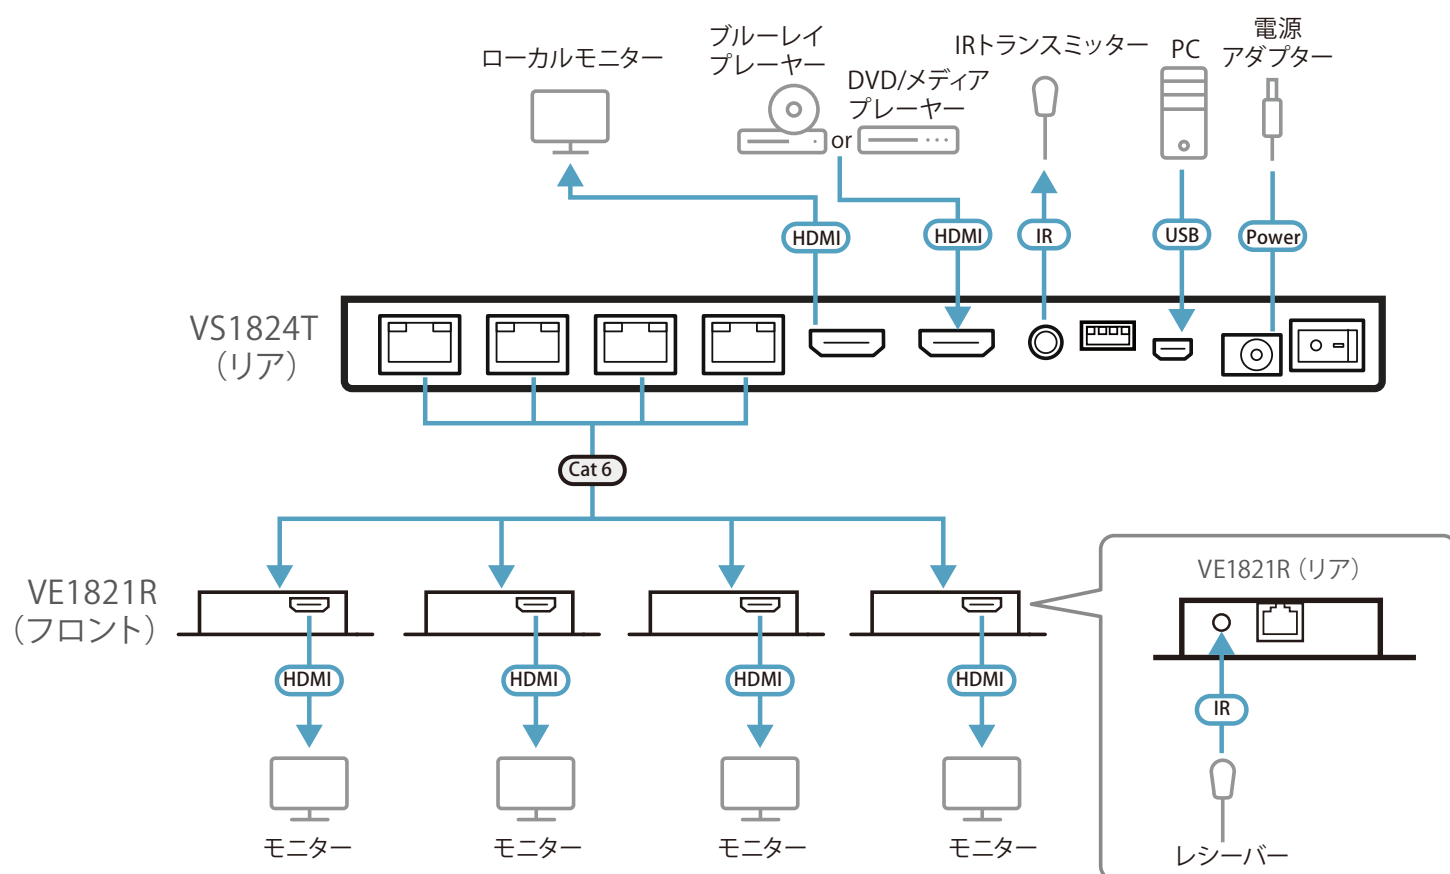 ローカルモニター
ブルーレイ
プレーヤー
or
DVD/メディア
プレーヤー
IRトランスミッター
PC
電源
アダプター
HDMI
HDMI
IR
USB
Power
VS1824T
（リア）
Cat 6
VE1821R
（フロント）
HDMI
HDMI
HDMI
HDMI
モニター
モニター
モニター
モニター
VE1821R（リア）
IR
レシーバー